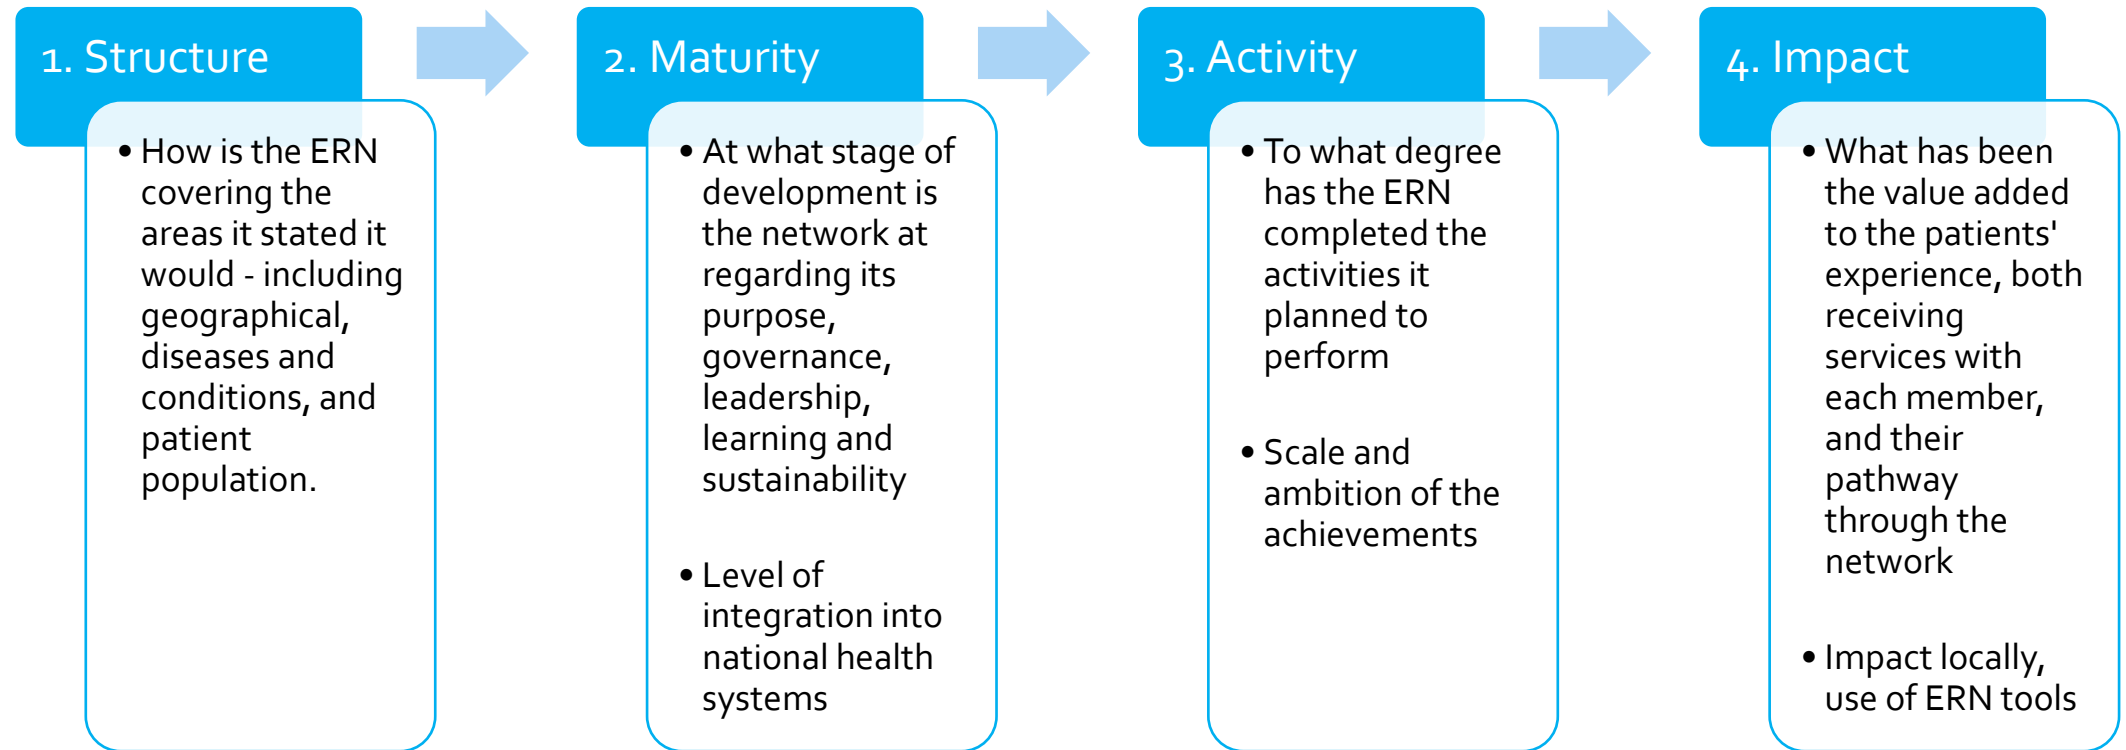 1. Structure
• How is the ERN
covering the
areas it stated it
would - including
geographical,
diseases and
conditions, and
patient
population.
2. Maturity
• At what stage of
development is
the network at
regarding its
purpose,
governance,
leadership,
learning and
sustainability
• Level of
integration into
national health
systems
3. Activity
• To what degree
has the ERN
completed the
activities it
planned to
perform
• Scale and
ambition of the
achievements
4. Impact
• What has been
the value added
to the patients'
experience, both
receiving
services with
each member,
and their
pathway
through the
network
• Impact locally,
use of ERN tools